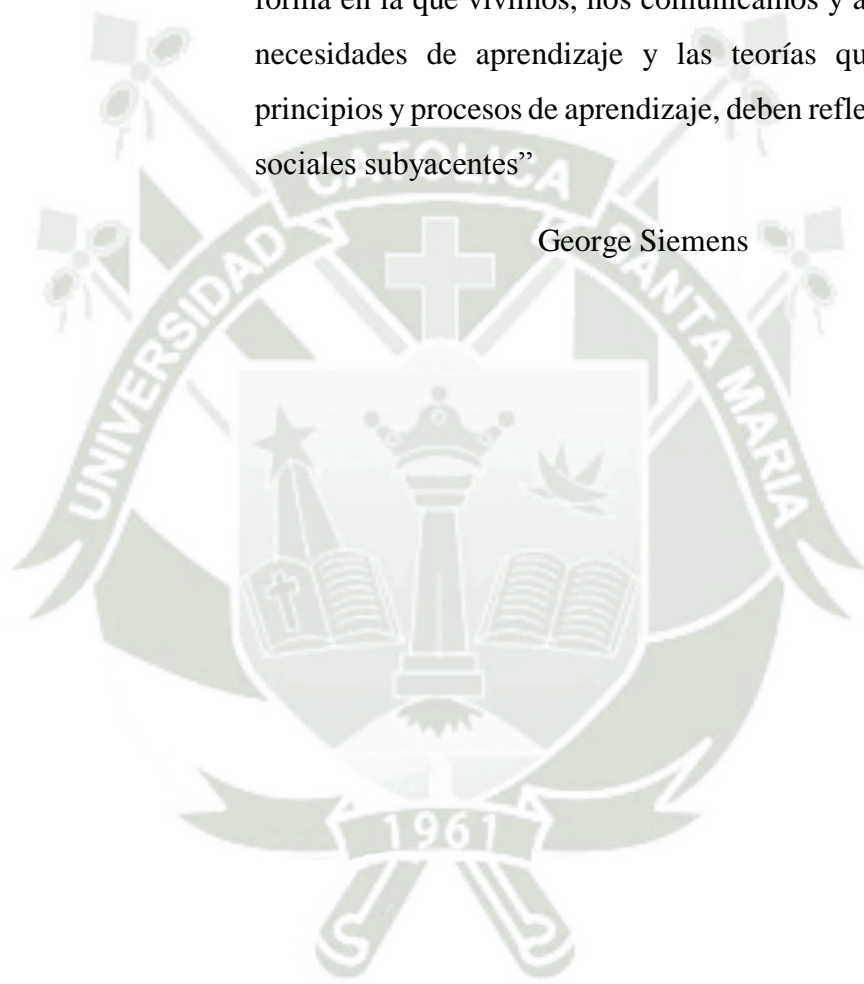 forma en la que vivimos, nos comunicamos y a
necesidades de aprendizaje y las teorías qu
principios y procesos de aprendizaje, deben refle
sociales subyacentes”
George Siemens
UNIVERSIDAD CATOLICA SANTA MARIA
1961